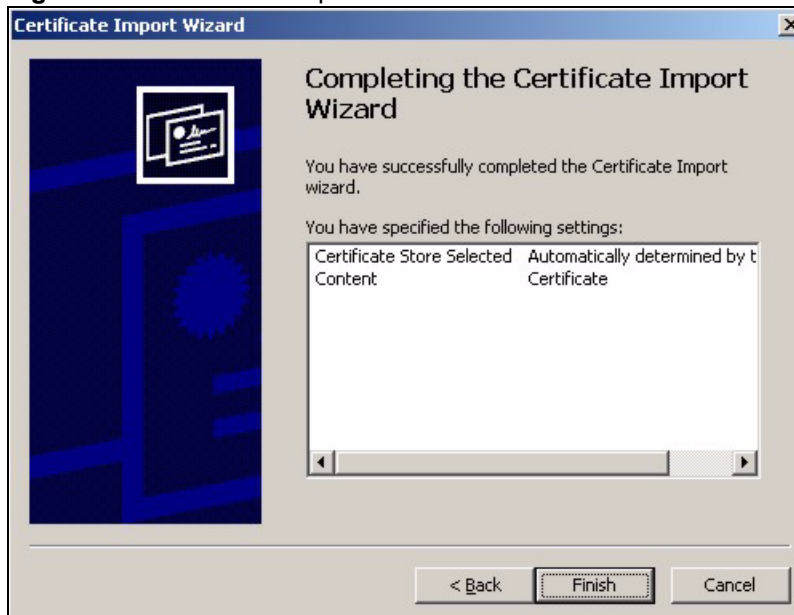 Certificate Import Wizard
Completing the Certificate Import
Wizard
You have successfully completed the Certificate Import
wizard.
You have specified the following settings:
Certificate Store Selected Automatically determined by t
Content Certificate
< Back Finish Cancel